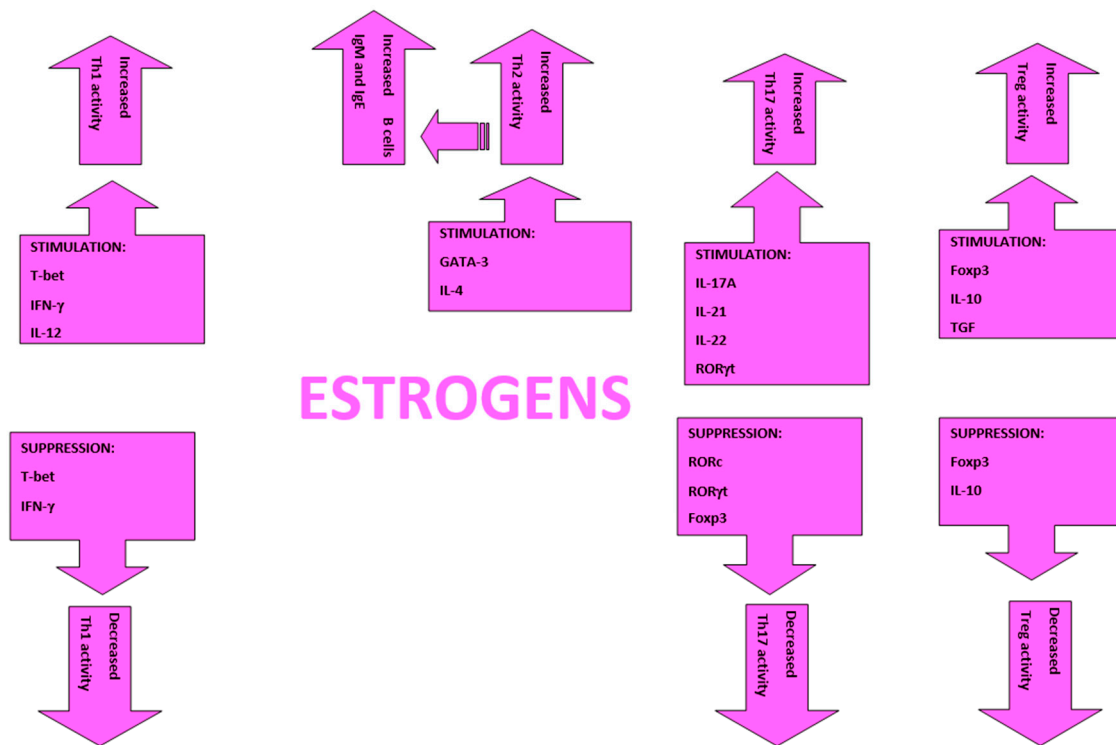 Increased
Th1 activity
Increased B cells
IgM and IgE
Increased
Th2 activity
Increased
Th17 activity
Increased
Treg activity
STIMULATION:
T-bet
IFN-γ
IL-12
STIMULATION:
GATA-3
IL-4
STIMULATION:
IL-17A
IL-21
IL-22
RORγt
STIMULATION:
Foxp3
IL-10
TGF
ESTROGENS
SUPPRESSION:
T-bet
IFN-γ
SUPPRESSION:
RORc
RORγt
Foxp3
SUPPRESSION:
Foxp3
IL-10
Decreased
Th1 activity
Decreased
Th17 activity
Decreased
Treg activity